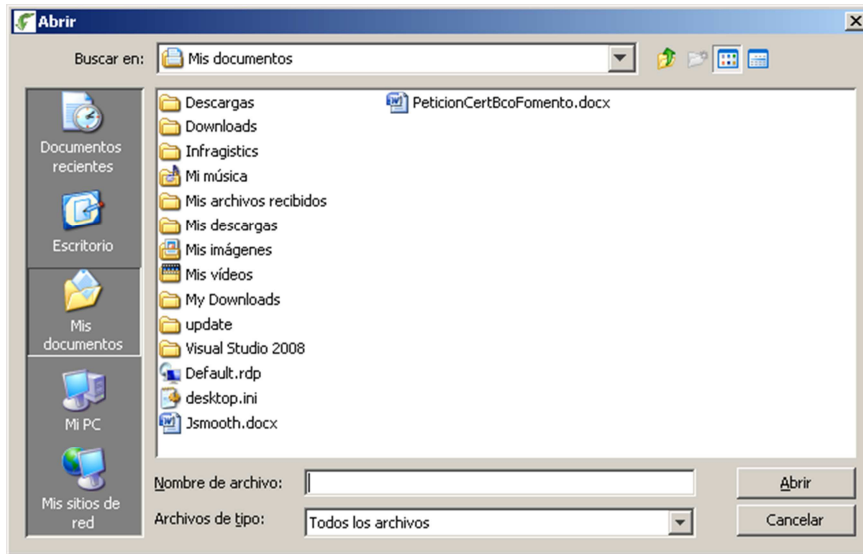 Abrir
Buscar en:
Mis documentos
Documentos
recientes
Escritorio
Mis
documentos
Mi PC
Mis sitios de
red
Descargas
Downloads
Infragistics
Mi música
Mis archivos recibidos
Mis descargas
Mis imágenes
Mis vídeos
My Downloads
update
Visual Studio 2008
Default.rdp
desktop.ini
Jsmooth.docx
PeticionCertBcoFomento.docx
Nombre de archivo:
Abrir
Archivos de tipo:
Todos los archivos
Cancelar